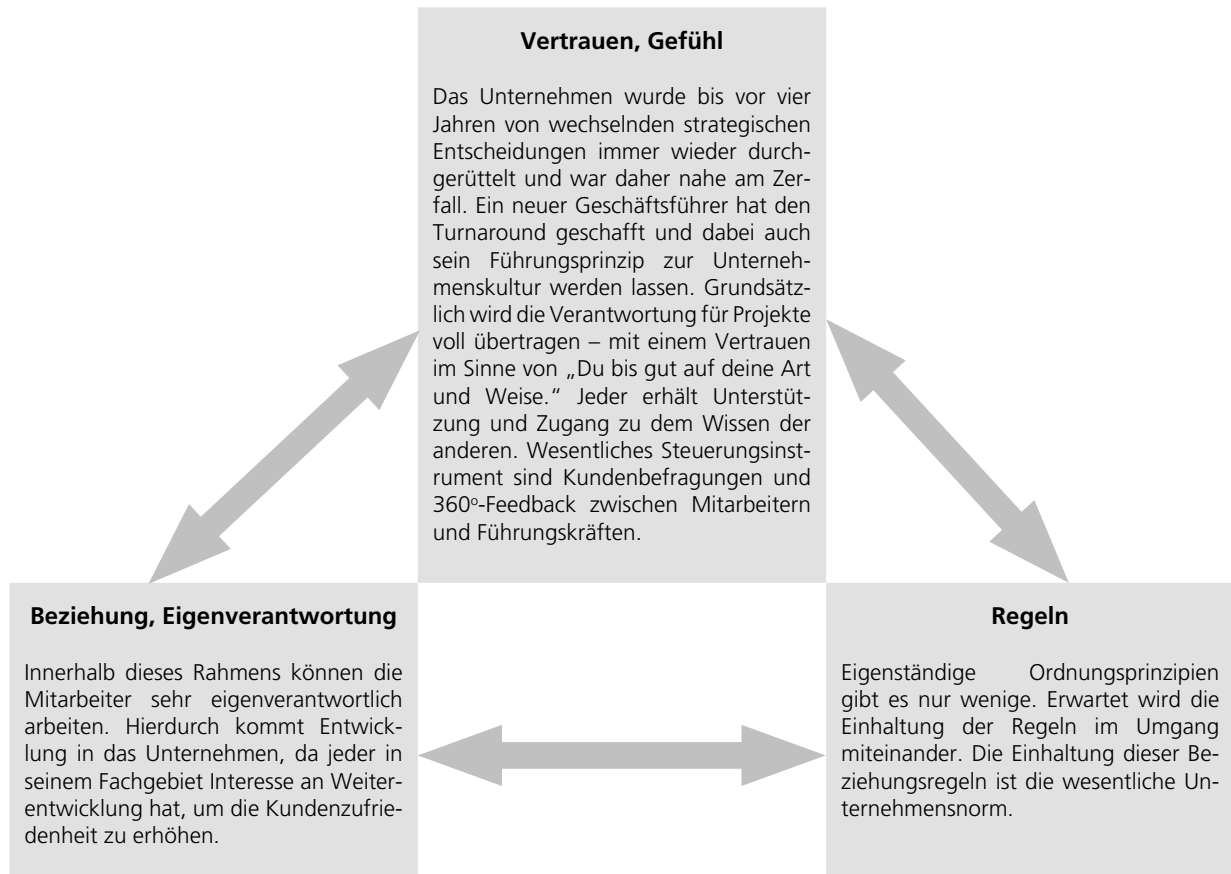 Vertrauen, Gefühl
Das Unternehmen wurde bis vor vier
Jahren von wechselnden strategischen
Entscheidungen immer wieder durch-
gerüttelt und war daher nahe am Zer-
fall. Ein neuer Geschäftsführer hat den
Turnaround geschafft und dabei auch
sein Führungsprinzip zur Unterneh-
menskultur werden lassen. Grundsätz-
lich wird die Verantwortung für Projekte
voll übertragen – mit einem Vertrauen
im Sinne von „Du bis gut auf deine Art
und Weise.“ Jeder erhält Unterstüt-
zung und Zugang zu dem Wissen der
anderen. Wesentliches Steuerungsinst-
rument sind Kundenbefragungen und
360º-Feedback zwischen Mitarbeitern
und Führungskräften.
Beziehung, Eigenverantwortung
Innerhalb dieses Rahmens können die
Mitarbeiter sehr eigenverantwortlich
arbeiten. Hierdurch kommt Entwick-
lung in das Unternehmen, da jeder in
seinem Fachgebiet Interesse an Weiter-
entwicklung hat, um die Kundenzufrie-
denheit zu erhöhen.
Regeln
Eigenständige Ordnungsprinzipien
gibt es nur wenige. Erwartet wird die
Einhaltung der Regeln im Umgang
miteinander. Die Einhaltung dieser Be-
ziehungsregeln ist die wesentliche Un-
ternehmensnorm.